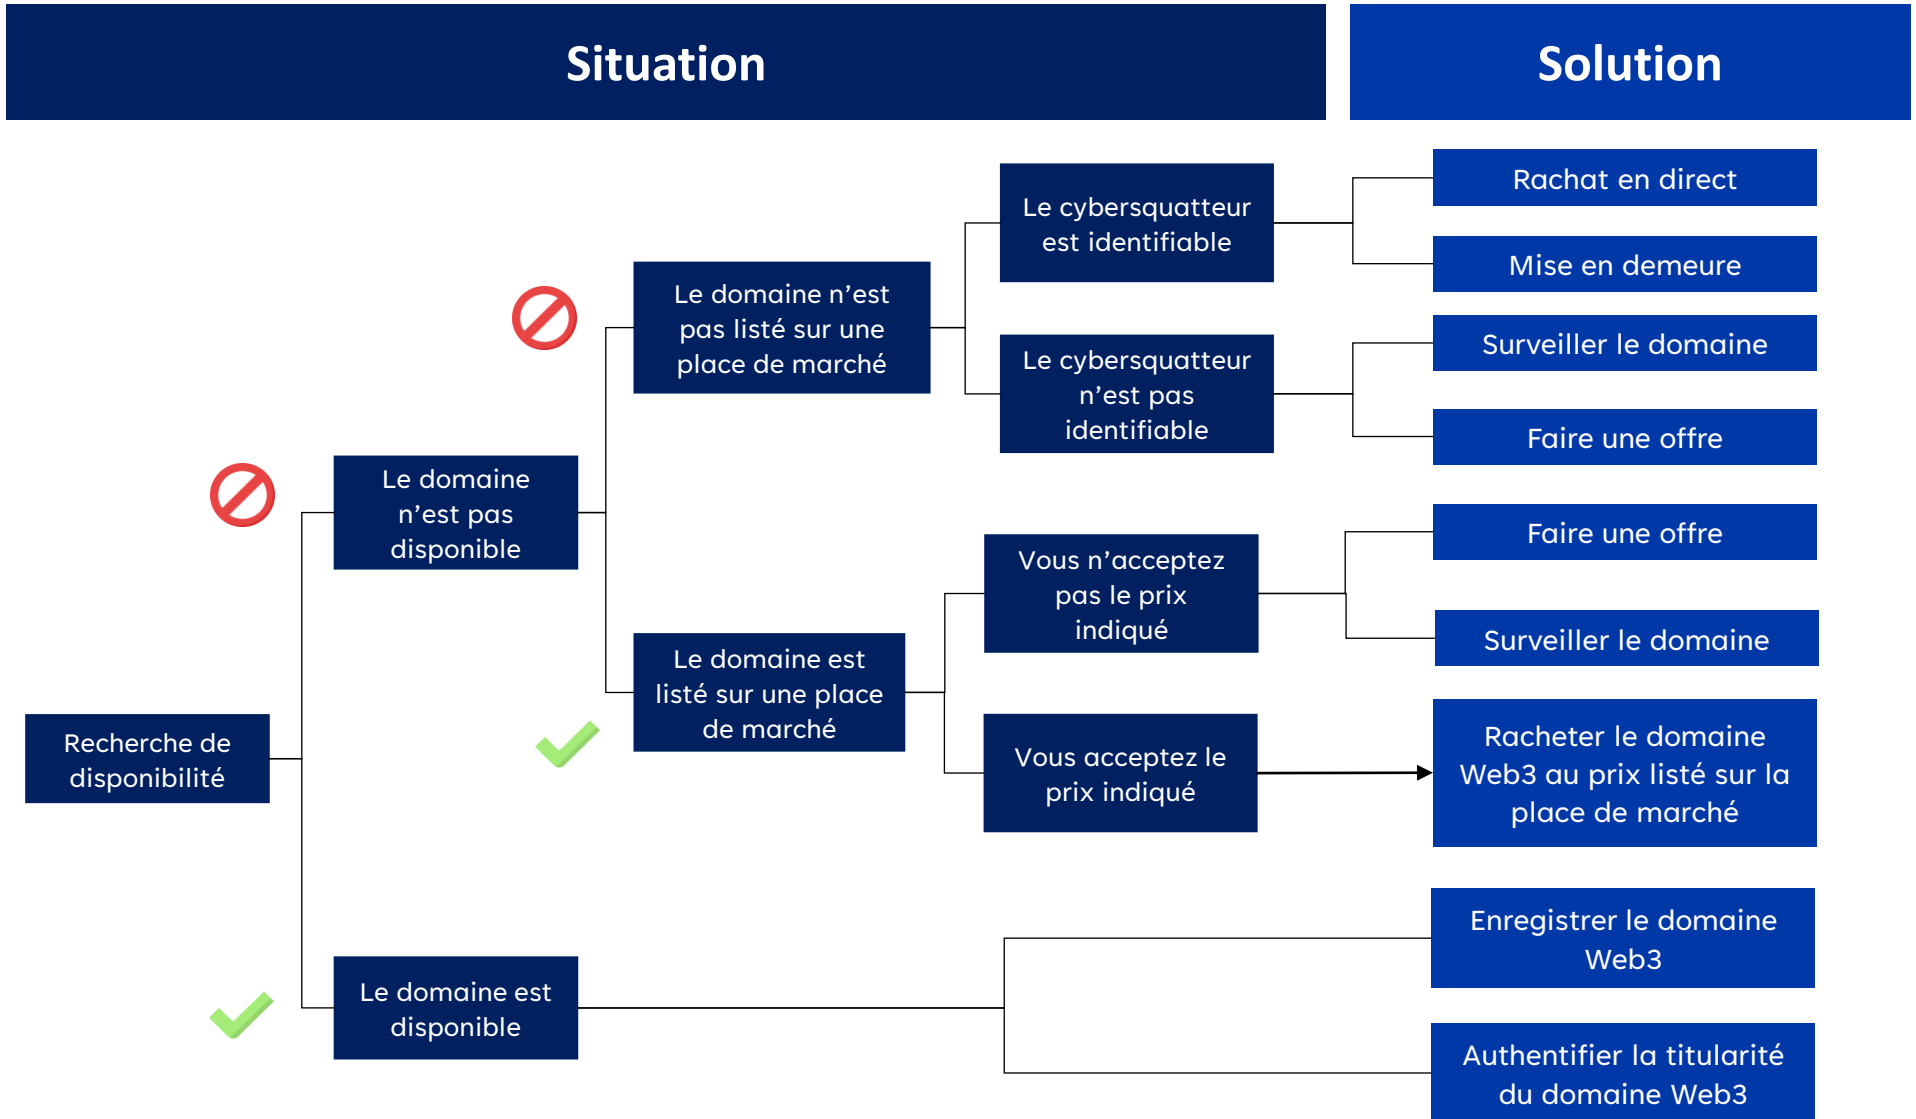 Situation
Solution
Rachat en direct
Le cybersquatteur
est identifiable
Mise en demeure
Le domaine n’est
pas listé sur une
place de marché
Surveiller le domaine
Le cybersquatteur
n’est pas
identifiable
Faire une offre
Le domaine
n’est pas
disponible
Faire une offre
Vous n’acceptez
pas le prix
indiqué
Surveiller le domaine
Le domaine est
listé sur une place
de marché
Recherche de
disponibilité
Vous acceptez le
prix indiqué
Racheter le domaine
Web3 au prix listé sur la
place de marché
Enregistrer le domaine
Web3
Le domaine est
disponible
Authentifier la titularité
du domaine Web3